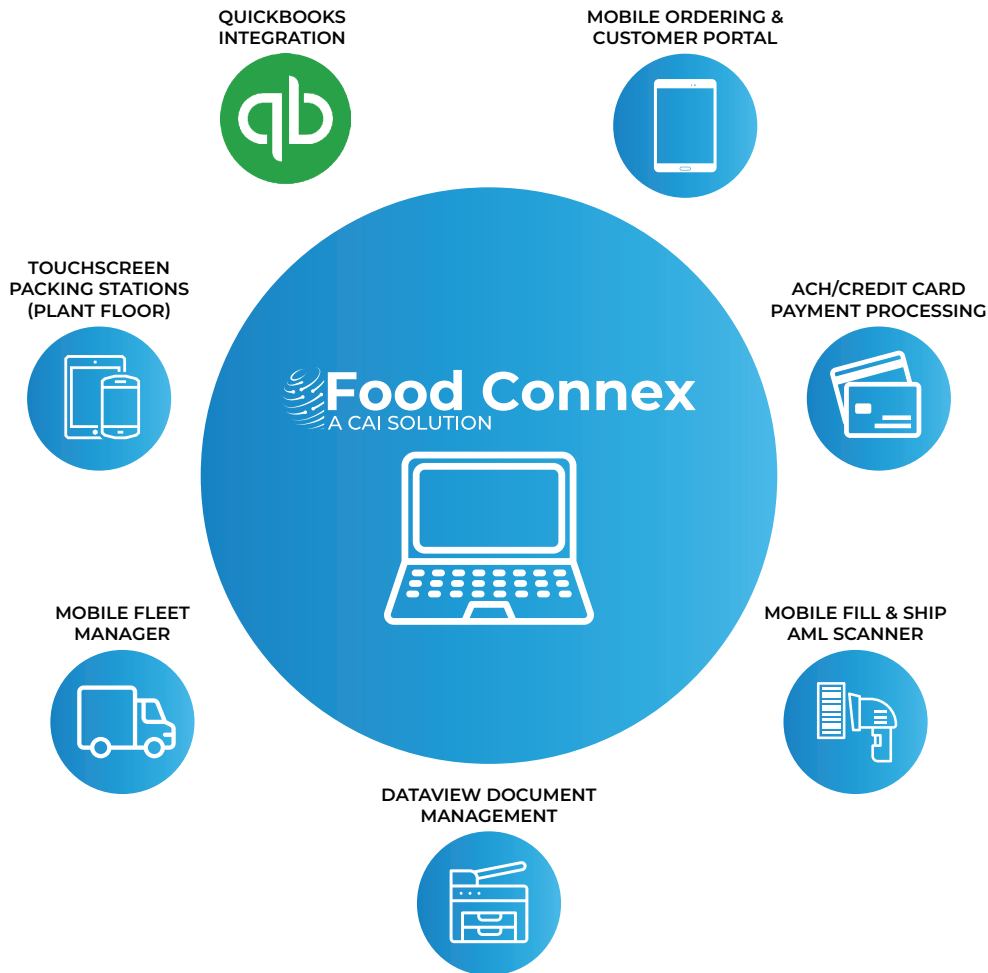 QUICKBOOKS
INTEGRATION
qb
MOBILE ORDERING &
CUSTOMER PORTAL
TOUCHSCREEN
PACKING STATIONS
(PLANT FLOOR)
ACH/CREDIT CARD
PAYMENT PROCESSING
Food Connex
A CAI SOLUTION
MOBILE FLEET
MANAGER
MOBILE FILL & SHIP
AML SCANNER
DATAVIEW DOCUMENT
MANAGEMENT